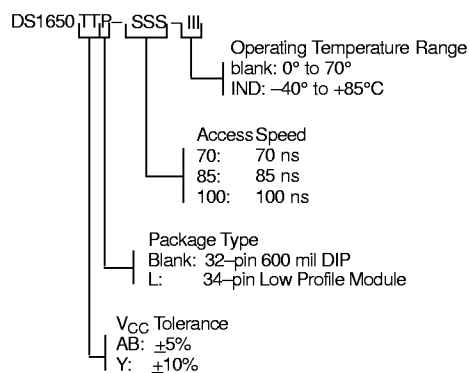 DS1650TTP–SSS–III
Operating Temperature Range
blank: 0° to 70°
IND: –40° to +85°C
Access Speed
70: 70 ns
85: 85 ns
100: 100 ns
Package Type
Blank: 32–pin 600 mil DIP
L: 34–pin Low Profile Module
VCC Tolerance
AB: ±5%
Y: ±10%